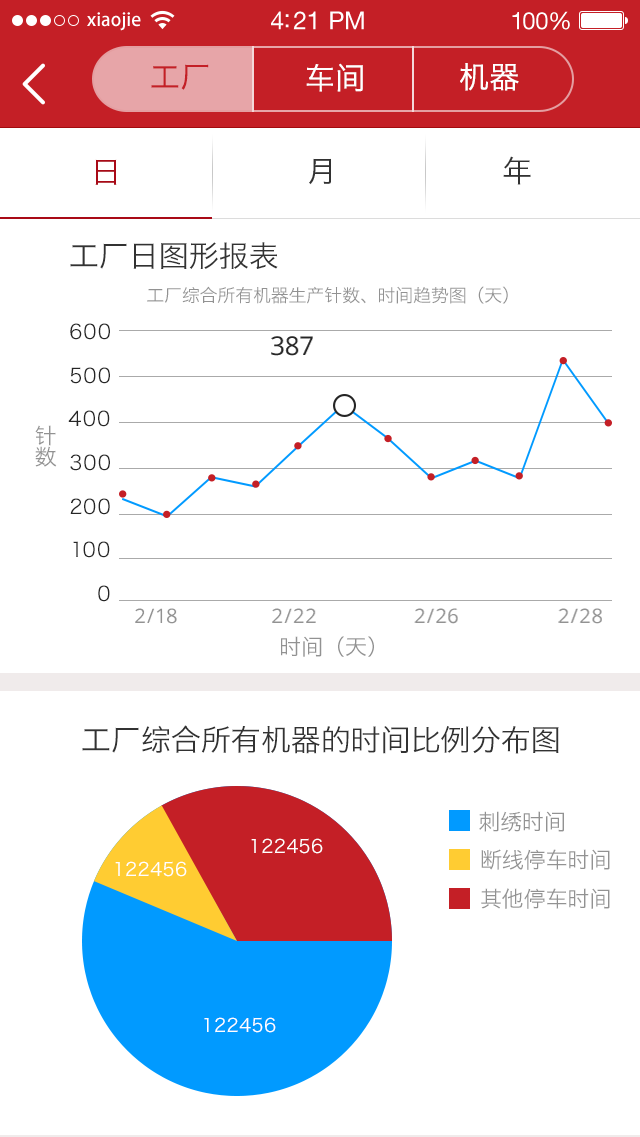 xiaojie 4:21 PM 100%
工厂 车间 机器
日 月 年
工厂日图形报表
工厂综合所有机器生产针数、时间趋势图（天）
600
387
500
400
针数
300
200
100
0
2/18 2/22 2/26 2/28
时间（天）
工厂综合所有机器的时间比例分布图
刺绣时间
断线停车时间
其他停车时间
122456
122456
122456